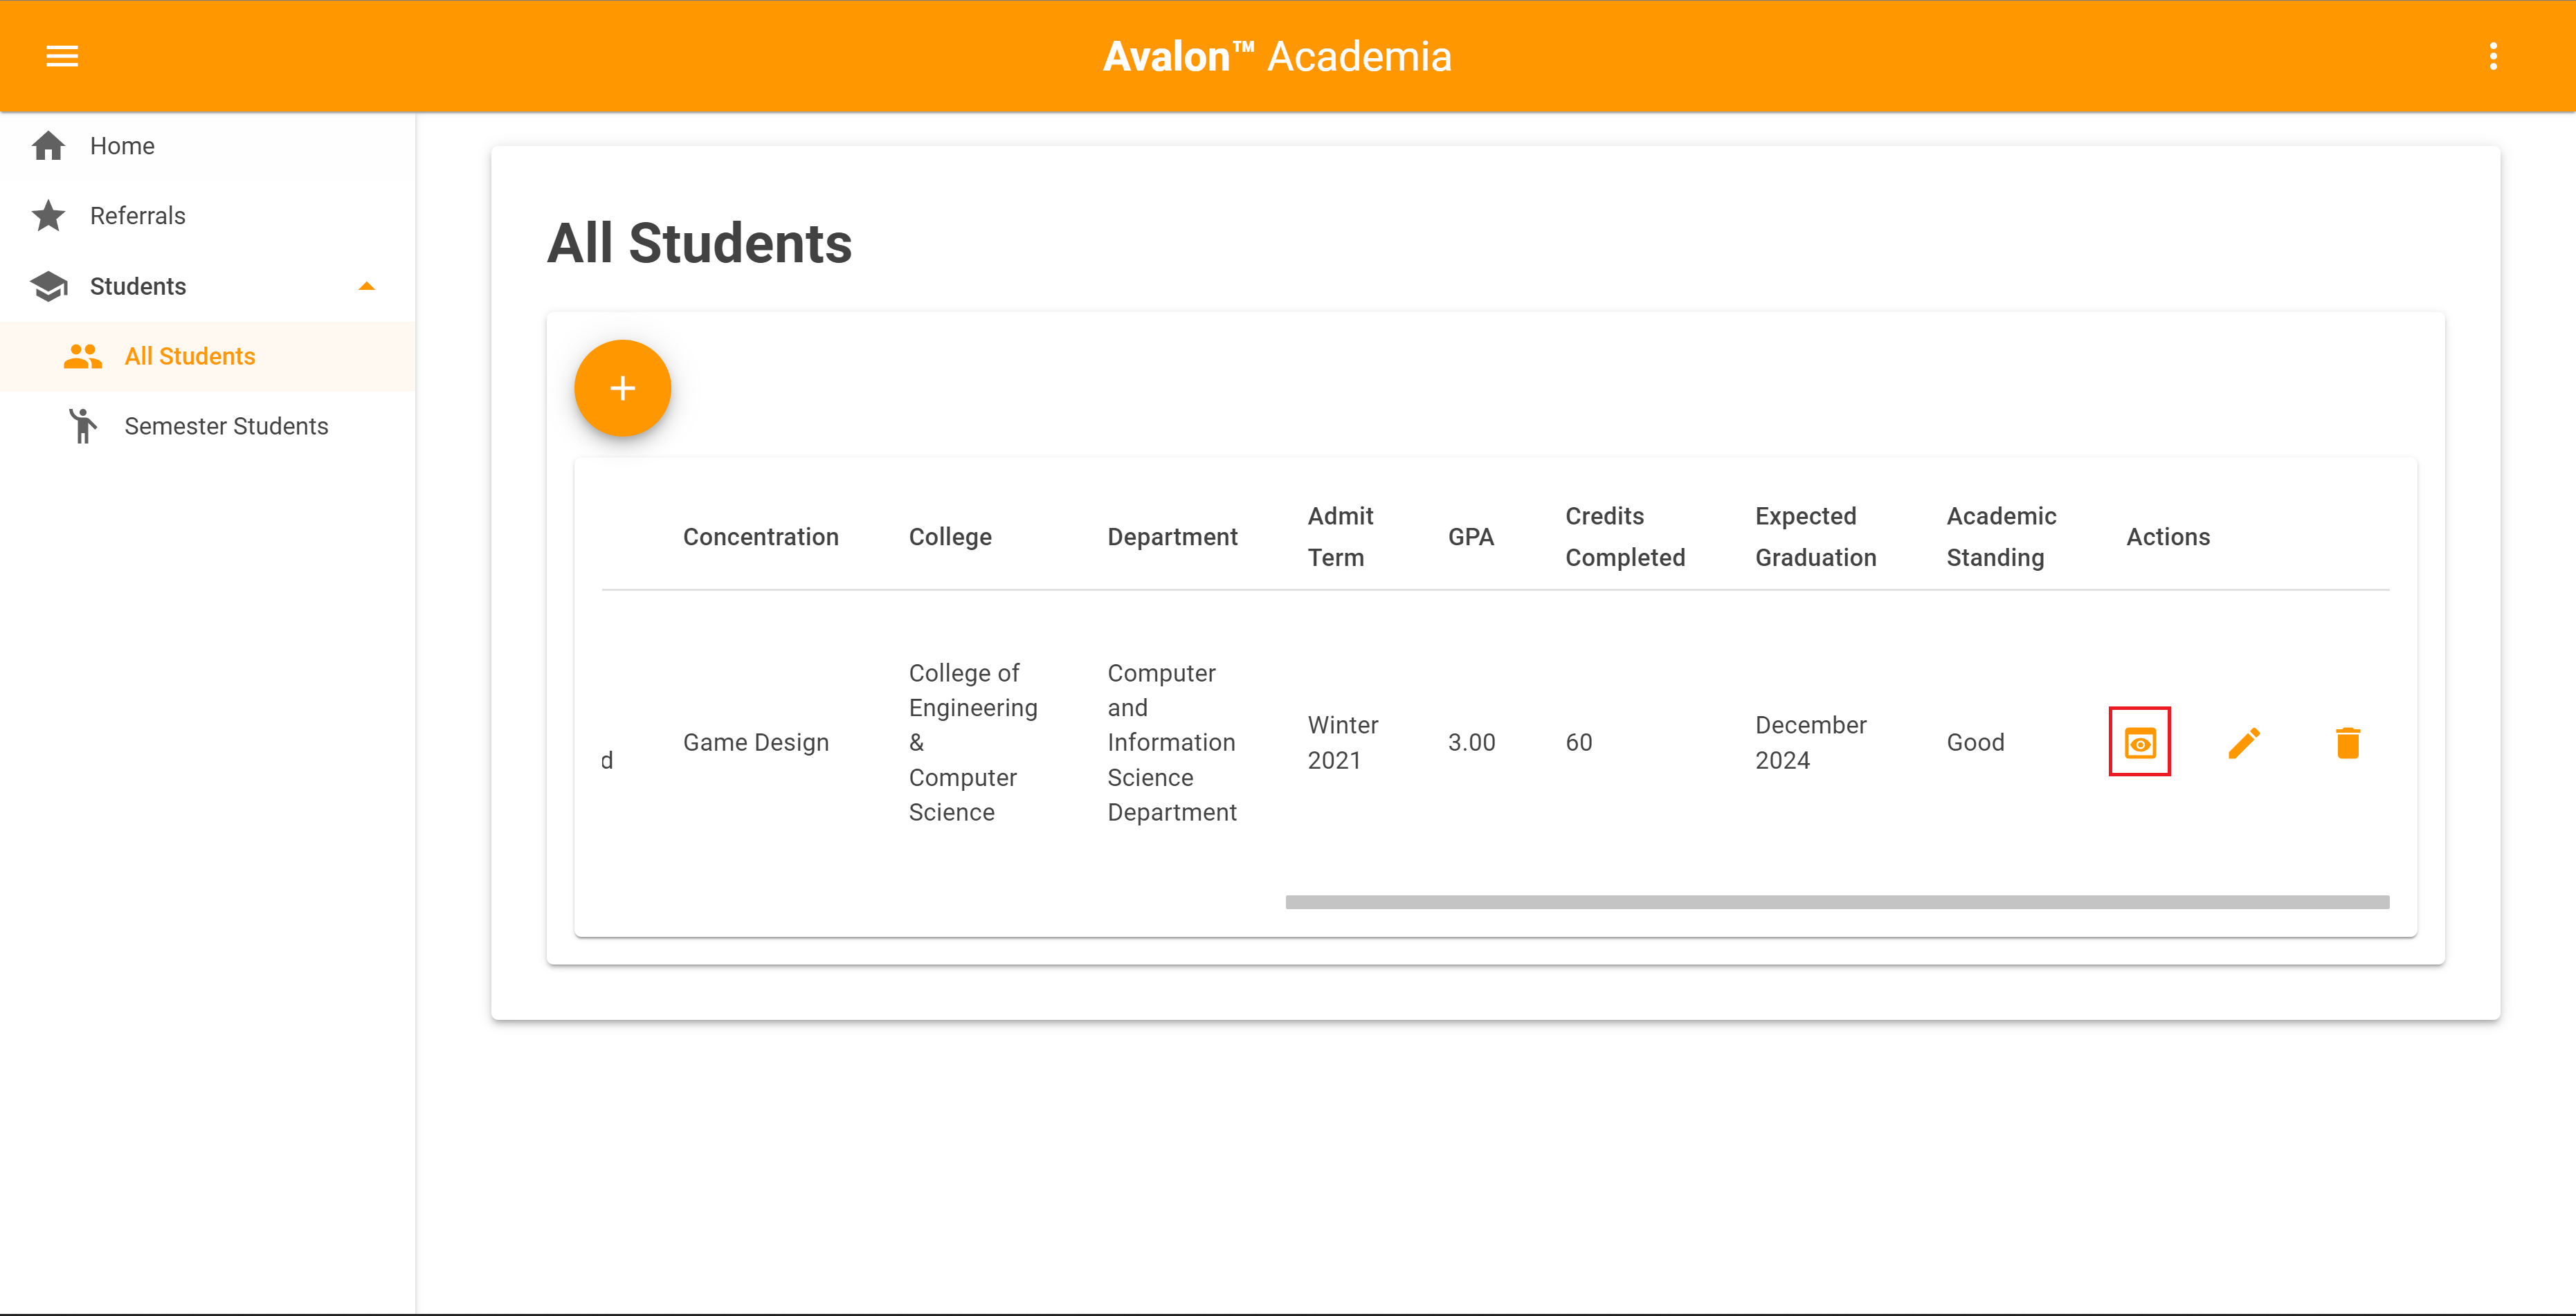 Avalon™ Academia
Home
Referrals
Students
All Students
Semester Students
All Students
+
Concentration
College
Department
Admit
Term
GPA
Credits
Completed
Expected
Graduation
Academic
Standing
Actions
d
Game Design
College of
Engineering
&
Computer
Science
Computer
and
Information
Science
Department
Winter
2021
3.00
60
December
2024
Good